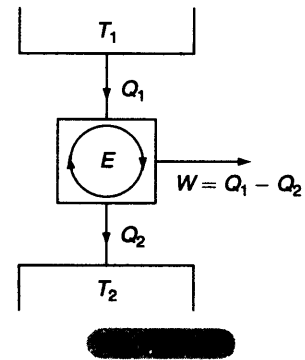 T₁
Q₁
E
W = Q₁ − Q₂
Q₂
T₂